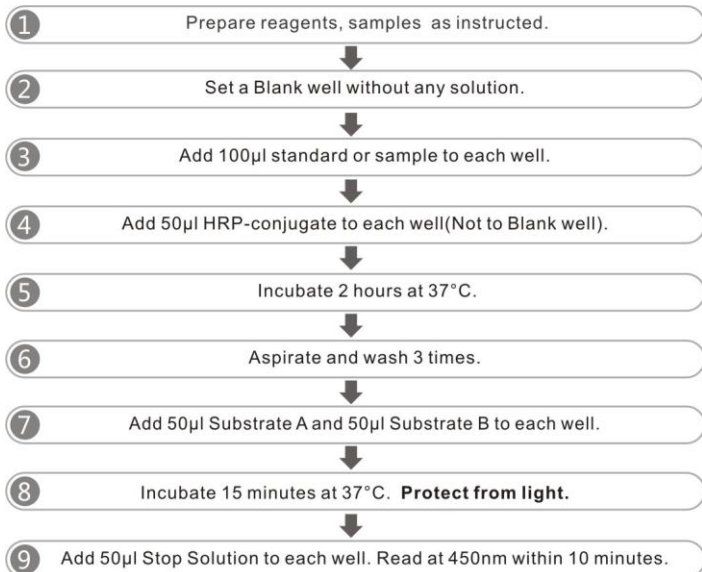 1 Prepare reagents, samples as instructed.
2 Set a Blank well without any solution.
3 Add 100μl standard or sample to each well.
4 Add 50μl HRP-conjugate to each well(Not to Blank well).
5 Incubate 2 hours at 37°C.
6 Aspirate and wash 3 times.
7 Add 50μl Substrate A and 50μl Substrate B to each well.
8 Incubate 15 minutes at 37°C. Protect from light.
9 Add 50μl Stop Solution to each well. Read at 450nm within 10 minutes.